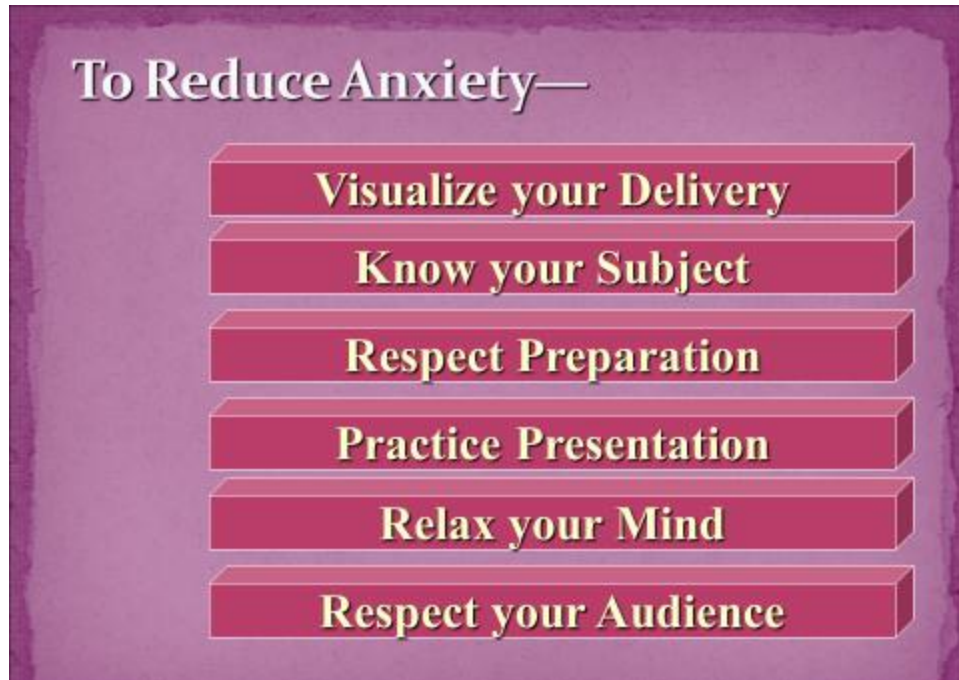 To Reduce Anxiety—
Visualize your Delivery
Know your Subject
Respect Preparation
Practice Presentation
Relax your Mind
Respect your Audience